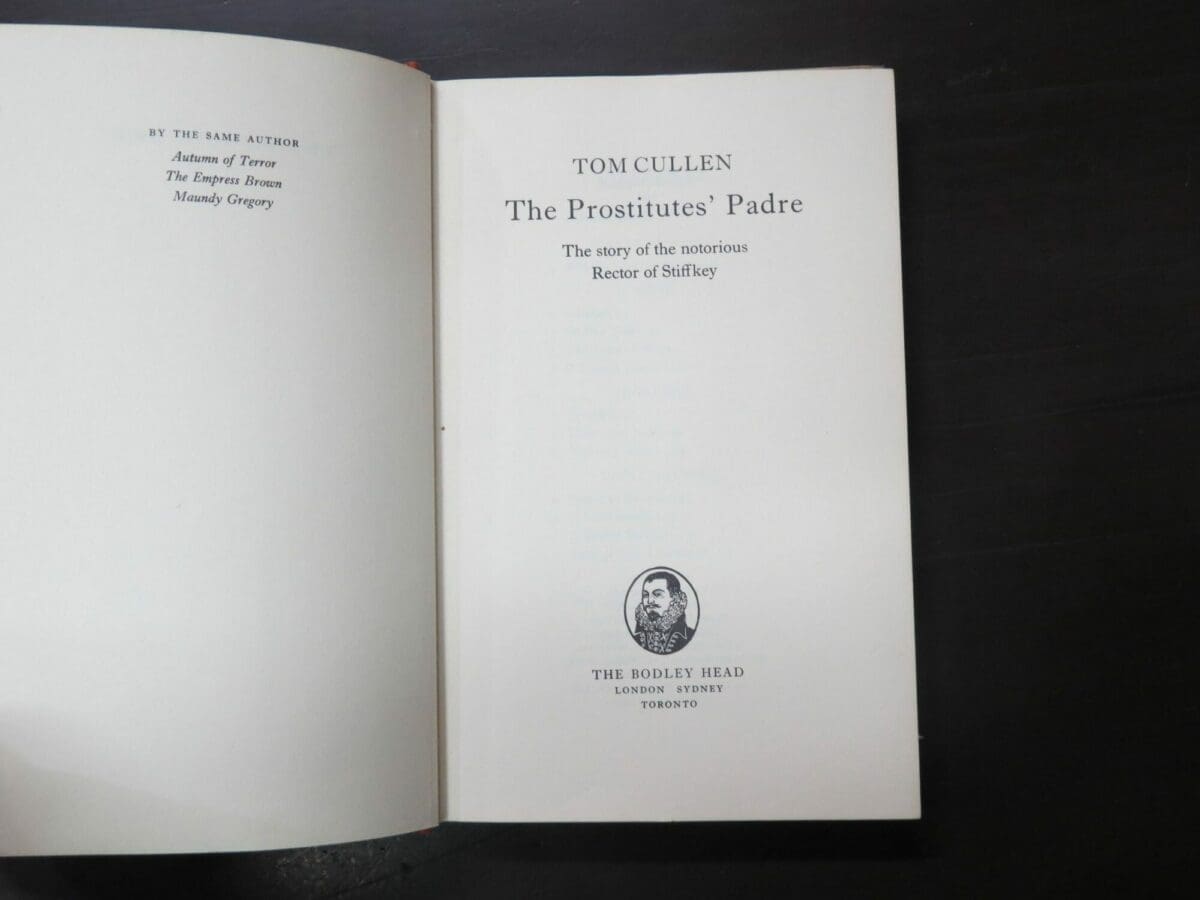 BY THE SAME AUTHOR
Autumn of Terror
The Empress Brown
Maundy Gregory
TOM CULLEN
The Prostitutes' Padre
The story of the notorious
Rector of Stiffkey
THE BODLEY HEAD
LONDON SYDNEY
TORONTO